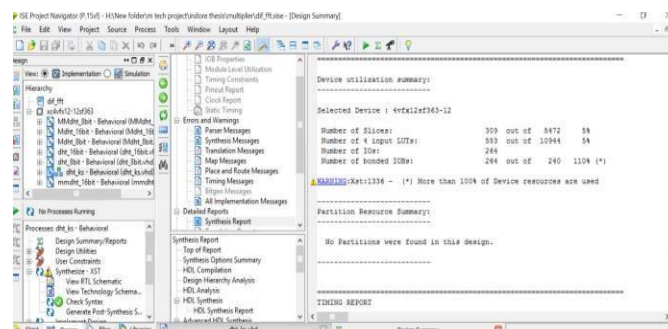 ISE Project Navigator (P.15xf) - H:\New folder\m tech project\indore thesis\multiplier\dif_fft.xise - [Design Summary]
File Edit View Project Source Process Tools Window Layout Help
View: Implementation Simulation
Hierarchy
dif_fft
xc4vfx12-12sf363
MMdht_8bit - Behavioral (MMdht_
Mdht_16bit - Behavioral (Mdht_16
Mdht_8bit - Behavioral (Mdht_8bit.
dht_16bit - Behavioral (dht_16bit.v
dht_8bit - Behavioral (dht_8bit.vhd
dht_ks - Behavioral (dht_ks.vhd)
mmdht_16bit - Behavioral (mmdht
No Processes Running
Processes: dht_ks - Behavioral
Design Summary/Reports
Design Utilities
User Constraints
Synthesize - XST
View RTL Schematic
View Technology Schema...
Check Syntax
Generate Post-Synthesis S...
IOB Properties
Module Level Utilization
Timing Constraints
Pinout Report
Clock Report
Static Timing
Errors and Warnings
Parser Messages
Synthesis Messages
Translation Messages
Map Messages
Place and Route Messages
Timing Messages
Bitgen Messages
All Implementation Messages
Detailed Reports
Synthesis Report
Synthesis Report
Top of Report
Synthesis Options Summary
HDL Compilation
Design Hierarchy Analysis
HDL Analysis
HDL Synthesis
HDL Synthesis Report
Advanced HDL Synthesis
Device utilization summary:
Selected Device : 4vfx12sf363-12
Number of Slices: 309 out of 5472 5%
Number of 4 input LUTs: 553 out of 10944 5%
Number of IOs: 264
Number of bonded IOBs: 264 out of 240 110% (*)
WARNING:Xst:1336 - (*) More than 100% of Device resources are used
Partition Resource Summary:
No Partitions were found in this design.
TIMING REPORT